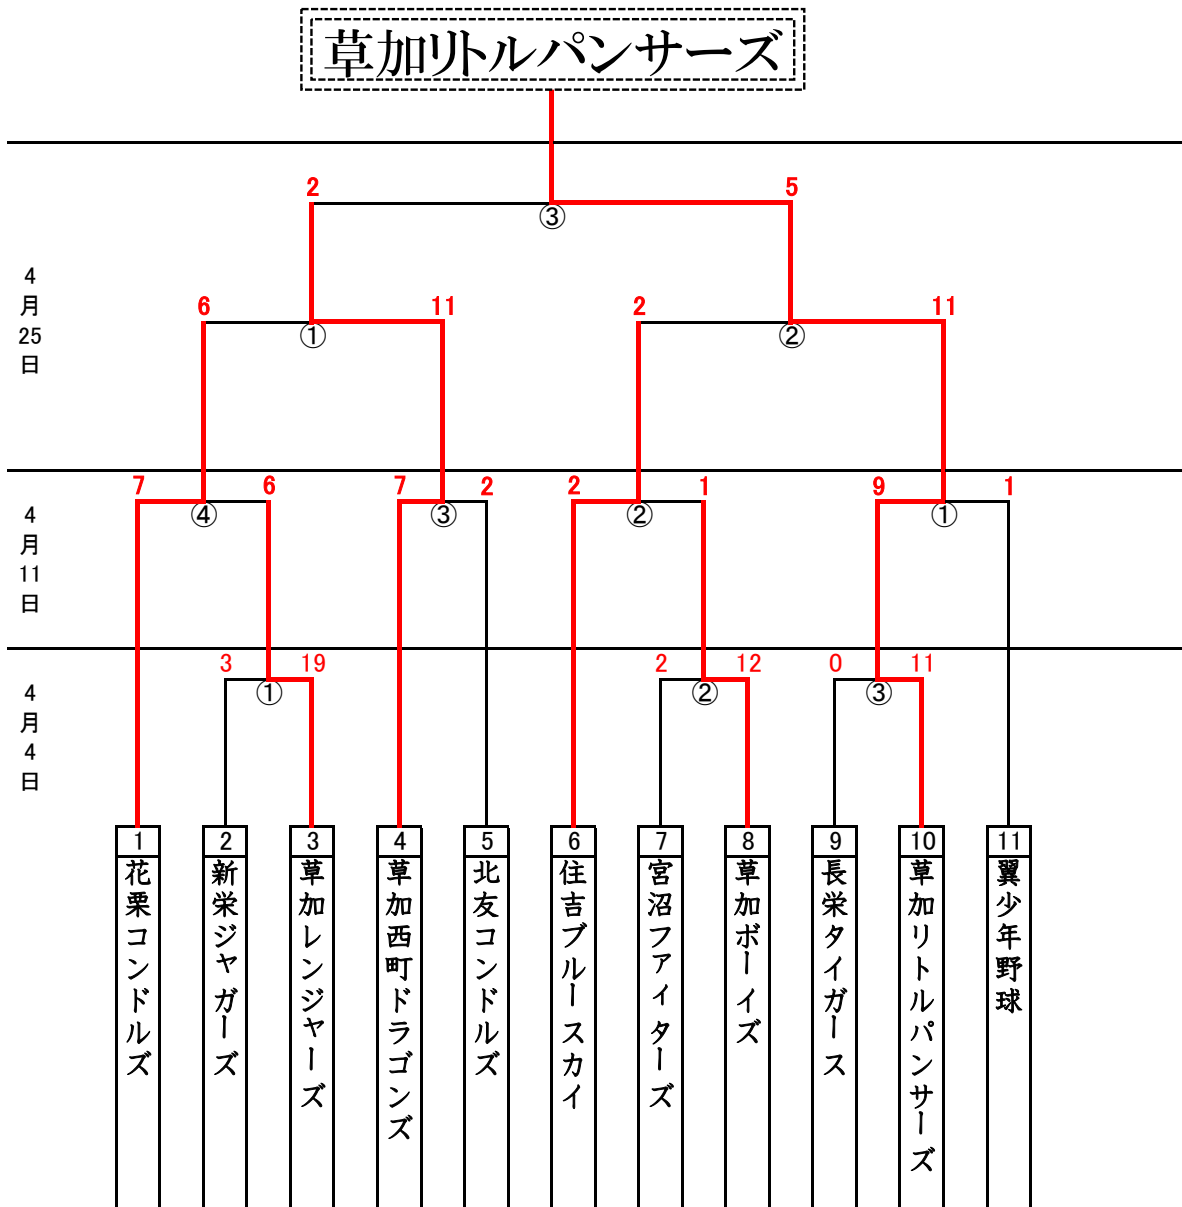 草加リトルパンサーズ
2
5
③
4月25日
6
11
2
11
①
②
7
6
7
2
2
1
9
1
④
③
②
①
4月11日
3
19
2
12
0
11
①
②
③
4月4日
1
2
3
4
5
6
7
8
9
10
11
花栗コンドルズ
新栄ジャガーズ
草加レンジャーズ
草加西町ドラゴンズ
北友コンドルズ
住吉ブルースカイ
宮沼ファイターズ
草加ボーイズ
長栄タイガース
草加リトルパンサーズ
翼少年野球